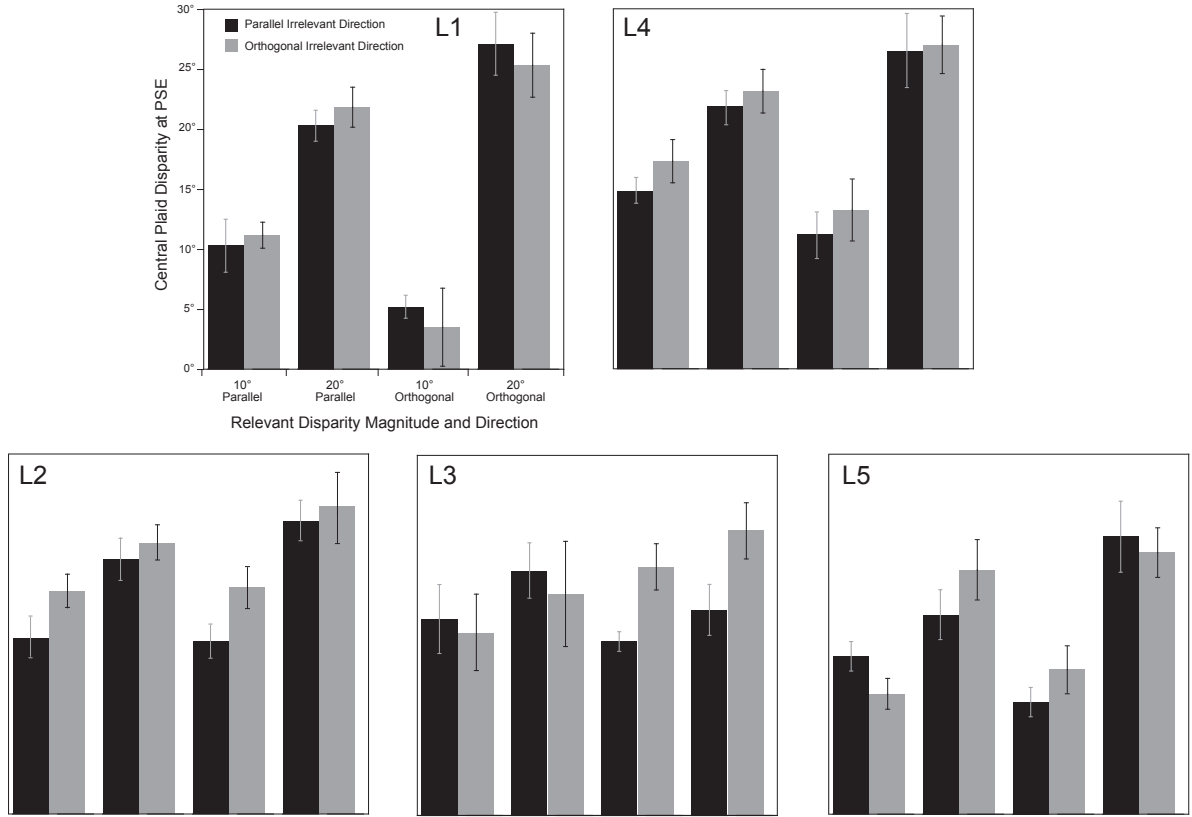 30°
25°
20°
15°
10°
5°
0°
Central Plaid Disparity at PSE
Parallel Irrelevant Direction
Orthogonal Irrelevant Direction
L1
10° 20° 10° 20°
Parallel Parallel Orthogonal Orthogonal
Relevant Disparity Magnitude and Direction
L4
L2
L3
L5